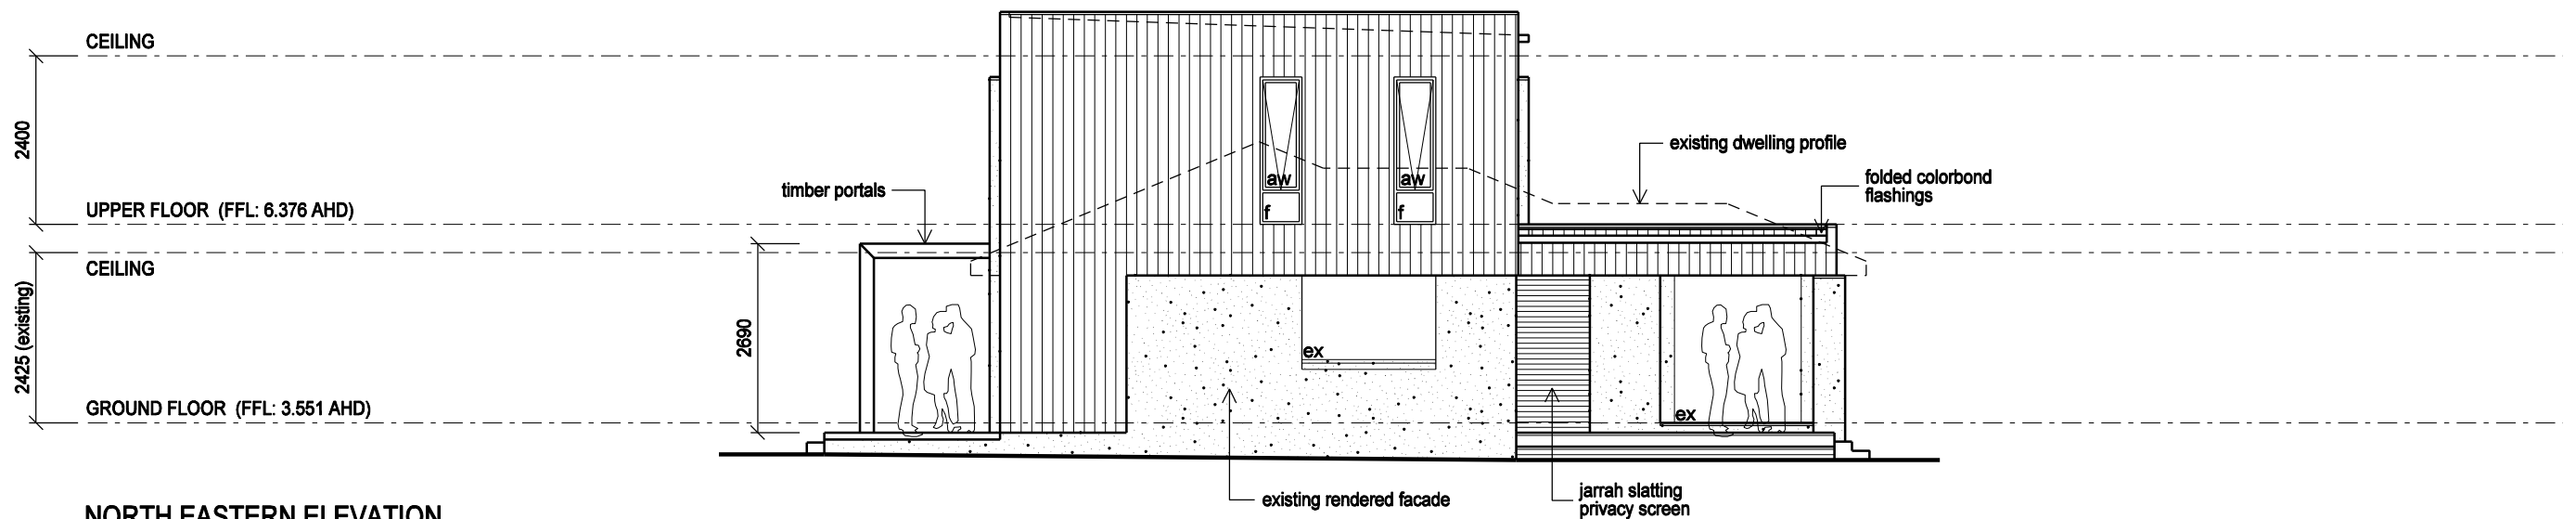 CEILING
2400
UPPER FLOOR (FFL: 6.376 AHD)
CEILING
2425 (existing)
GROUND FLOOR (FFL: 3.551 AHD)
timber portals
2690
aw
f
aw
f
existing dwelling profile
folded colorbond
flashings
ex
ex
existing rendered facade
jarrah slatting
privacy screen
NORTH EASTERN ELEVATION